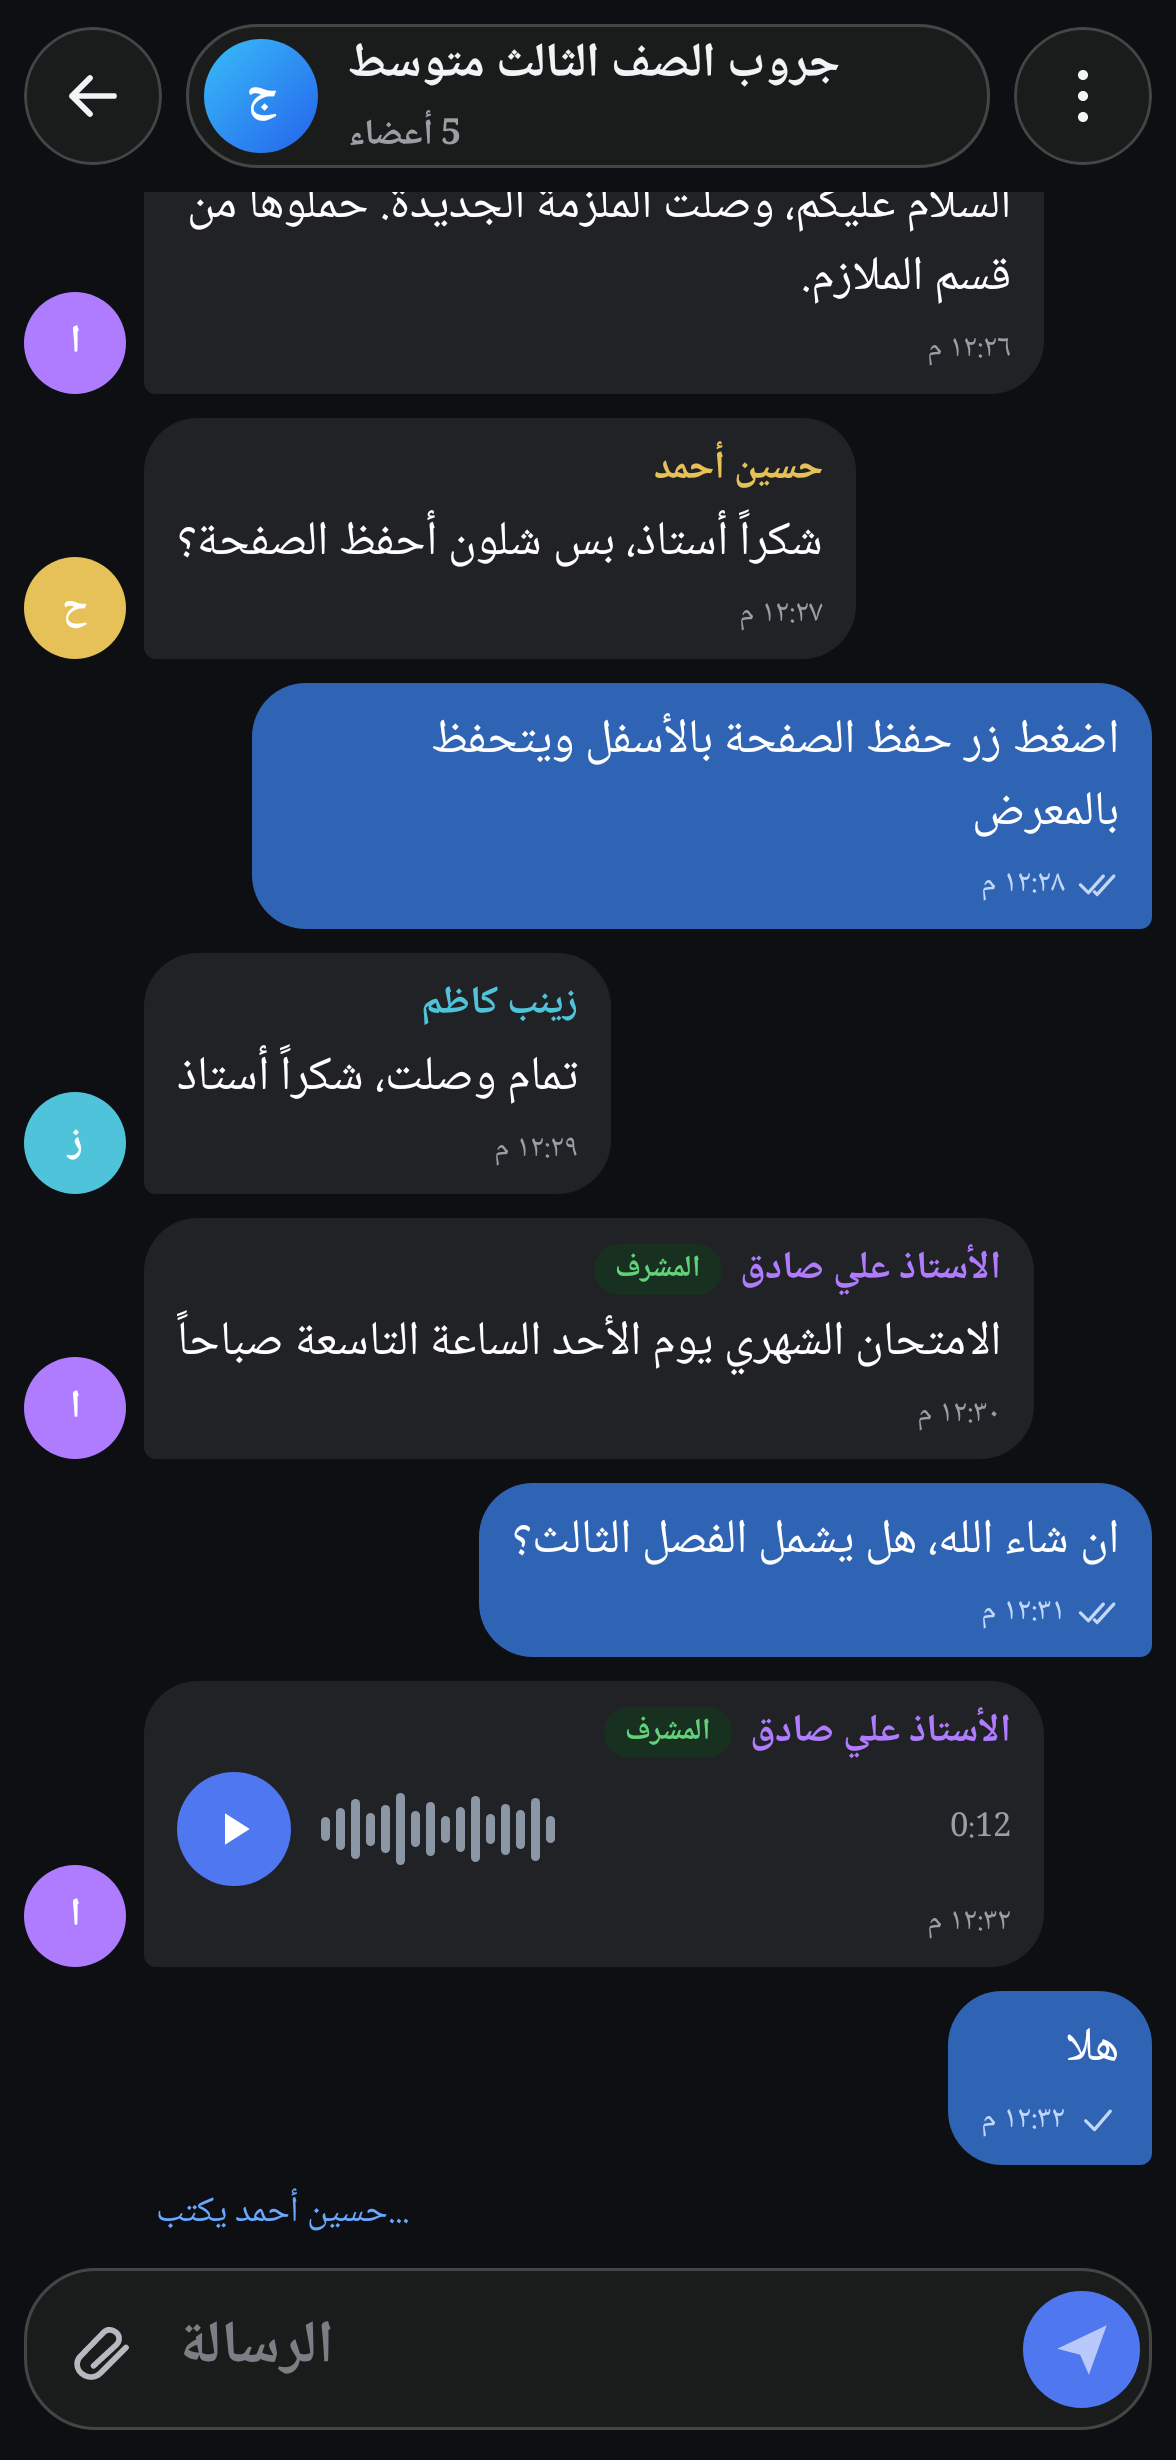 جروب الصف الثالث متوسط
5 أعضاء
ج
السلام عليكم، وصلت الملزمة الجديدة. حملوها من
قسم الملازم.
١٢:٢٦ م
أ
حسين أحمد
شكراً أستاذ، بس شلون أحفظ الصفحة؟
١٢:٢٧ م
ح
اضغط زر حفظ الصفحة بالأسفل ويتحفظ
بالمعرض
١٢:٢٨ م
زينب كاظم
تمام وصلت، شكراً أستاذ
١٢:٢٩ م
ز
الأستاذ علي صادق المشرف
الامتحان الشهري يوم الأحد الساعة التاسعة صباحاً
١٢:٣٠ م
أ
ان شاء الله، هل يشمل الفصل الثالث؟
١٢:٣١ م
الأستاذ علي صادق المشرف
0:12
١٢:٣٢ م
أ
هلا
١٢:٣٢ م
حسين أحمد يكتب...
الرسالة